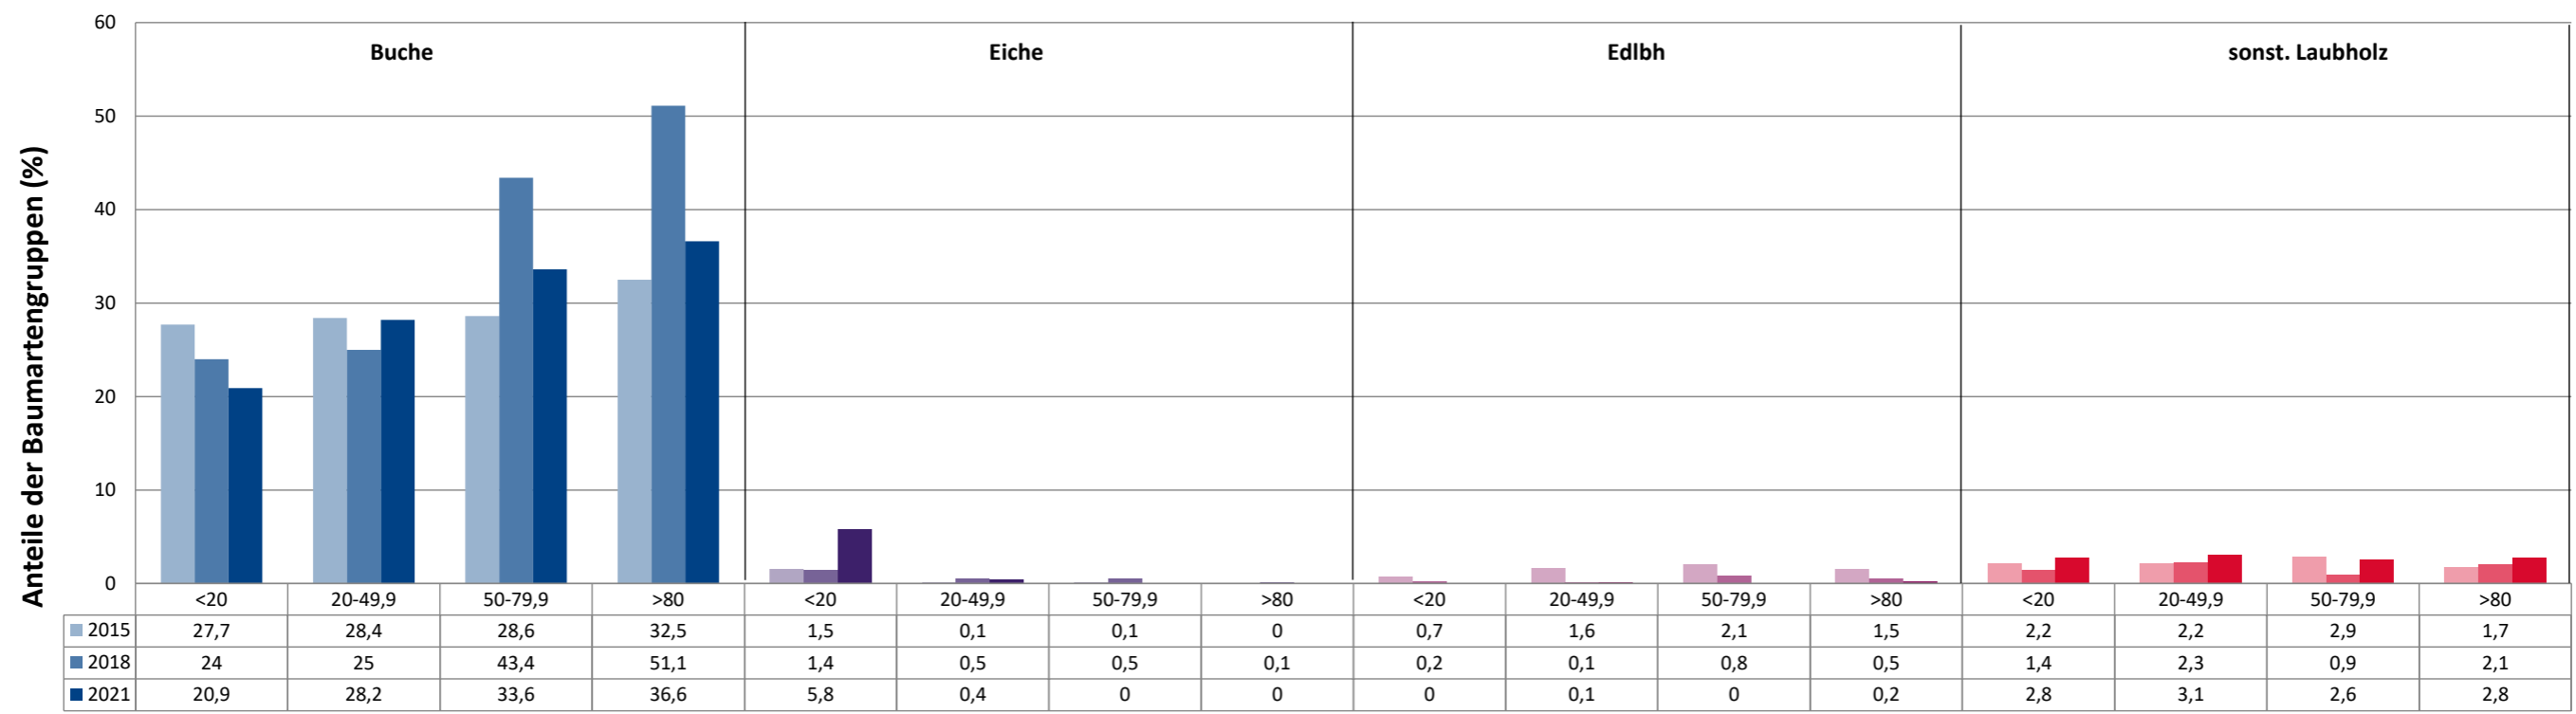 Anteile der Baumartengruppen (%)
60
50
40
30
20
10
0
Buche Eiche Edlbh sonst. Laubholz
<20 20-49,9 50-79,9 >80 <20 20-49,9 50-79,9 >80 <20 20-49,9 50-79,9 >80 <20 20-49,9 50-79,9 >80
2015 27,7 28,4 28,6 32,5 1,5 0,1 0,1 0 0,7 1,6 2,1 1,5 2,2 2,2 2,9 1,7
2018 24 25 43,4 51,1 1,4 0,5 0,5 0,1 0,2 0,1 0,8 0,5 1,4 2,3 0,9 2,1
2021 20,9 28,2 33,6 36,6 5,8 0,4 0 0 0 0,1 0 0,2 2,8 3,1 2,6 2,8